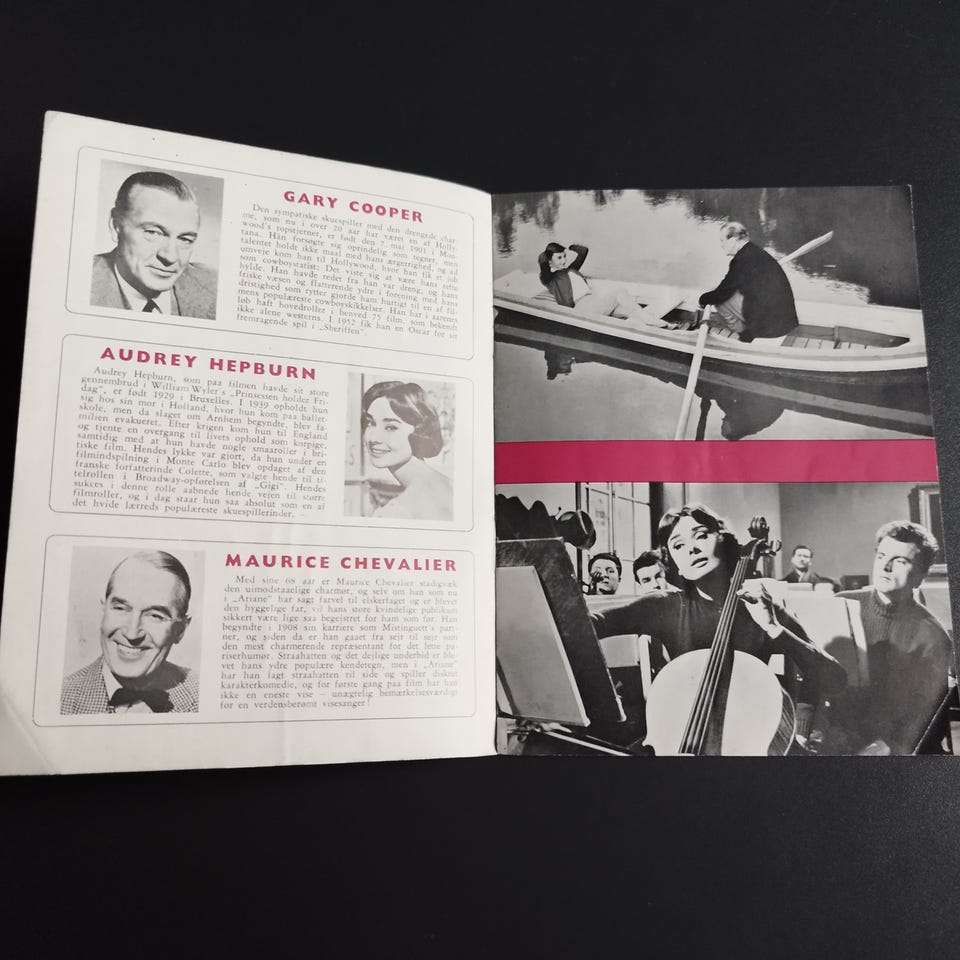 GARY COOPER
Den sympatiske skuespiller med den drengede char-
me, som nu i over 20 aar har været en af Holly-
wood's topstjerner, er født den 7. maj 1901 i Mon-
tana. Han forsøgte sig oprindelig som tegner, men
talentet holdt ikke maal med hans ærgerrighed, og ad
omveje kom han til Hollywood, hvor han fik et job
som cowboystatist: Det viste sig at være hans rette
hylde. Han havde redet fra han var dreng, og hans
friske væsen og flatterende ydre i forening med hans
dristighed som rytter gjorde ham hurtigt til en af fil-
mens populæreste cowboyskikkelser. Han har i aarenes
løb haft hovedroller i henved 75 film, som bekendt
ikke alene westerns. I 1952 fik han en Oscar for sit
fremragende spil i „Sheriffen".
AUDREY HEPBURN
Audrey Hepburn, som paa filmen havde sit store
gennembrud i William Wyler's „Prinsessen holder Fri-
dag", er født 1929 i Bruxelles. I 1939 opholdt hun
sig hos sin mor i Holland, hvor hun kom paa ballet-
skole, men da slaget om Arnhem begyndte, blev fa-
milien evakueret. Efter krigen kom hun til England
og tjente en overgang til livets ophold som korpige,
samtidig med at hun havde nogle smaaroller i bri-
tiske film. Hendes lykke var gjort, da hun under en
filmindspilning i Monte Carlo blev opdaget af den
franske forfatterinde Colette, som valgte hende til ti-
telrollen i Broadway-opførelsen af „Gigi". Hendes
sukces i denne rolle aabnede hende vejen til større
filmroller, og i dag staar hun saa absolut som en af
det hvide lærreds populæreste skuespillerinder. –
MAURICE CHEVALIER
Med sine 68 aar er Maurice Chevalier stadigvæk
den uimodstaaelige charmør, og selv om han som nu
i „Ariane" har sagt farvel til elskerfaget og er blevet
den hyggelige far, vil hans store kvindelige publikum
sikkert være lige saa begejstret for ham som før. Han
begyndte i 1908 sin karriere som Mistinguett's part-
ner, og siden da er han gaaet fra sejr til sejr som
den mest charmerende repræsentant for det lette pa-
riserhumør. Straahatten og det dejlige underbid er ble-
vet hans ydre populære kendetegn, men i „Ariane"
har han lagt straahatten til side og spiller diskret
karakterkomedie, og for første gang paa film har han
ikke en eneste vise – unægtelig bemærkelsesværdigt
for en verdensberømt visesanger!